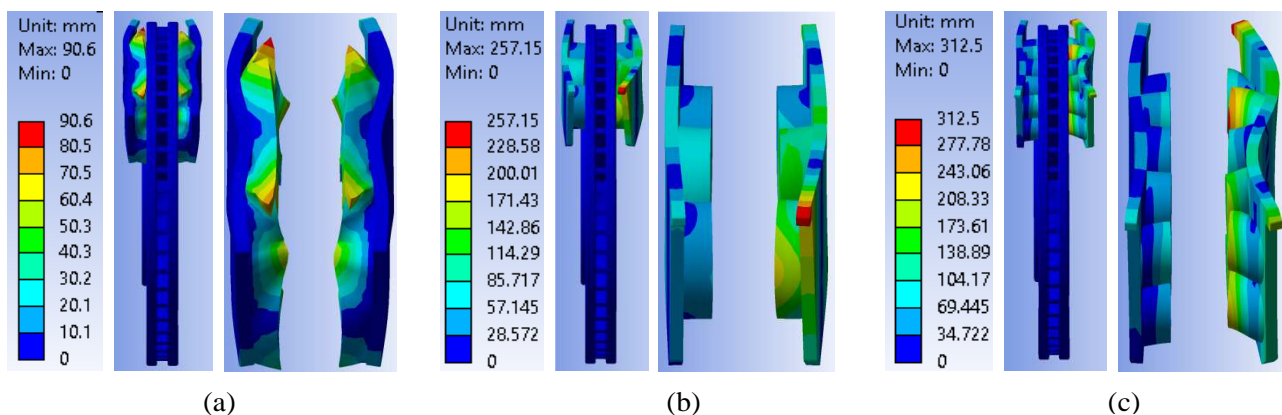 Unit: mm
Max: 90.6
Min: 0
90.6
80.5
70.5
60.4
50.3
40.3
30.2
20.1
10.1
0
(a)
Unit: mm
Max: 257.15
Min: 0
257.15
228.58
200.01
171.43
142.86
114.29
85.717
57.145
28.572
0
(b)
Unit: mm
Max: 312.5
Min: 0
312.5
277.78
243.06
208.33
173.61
138.89
104.17
69.445
34.722
0
(c)